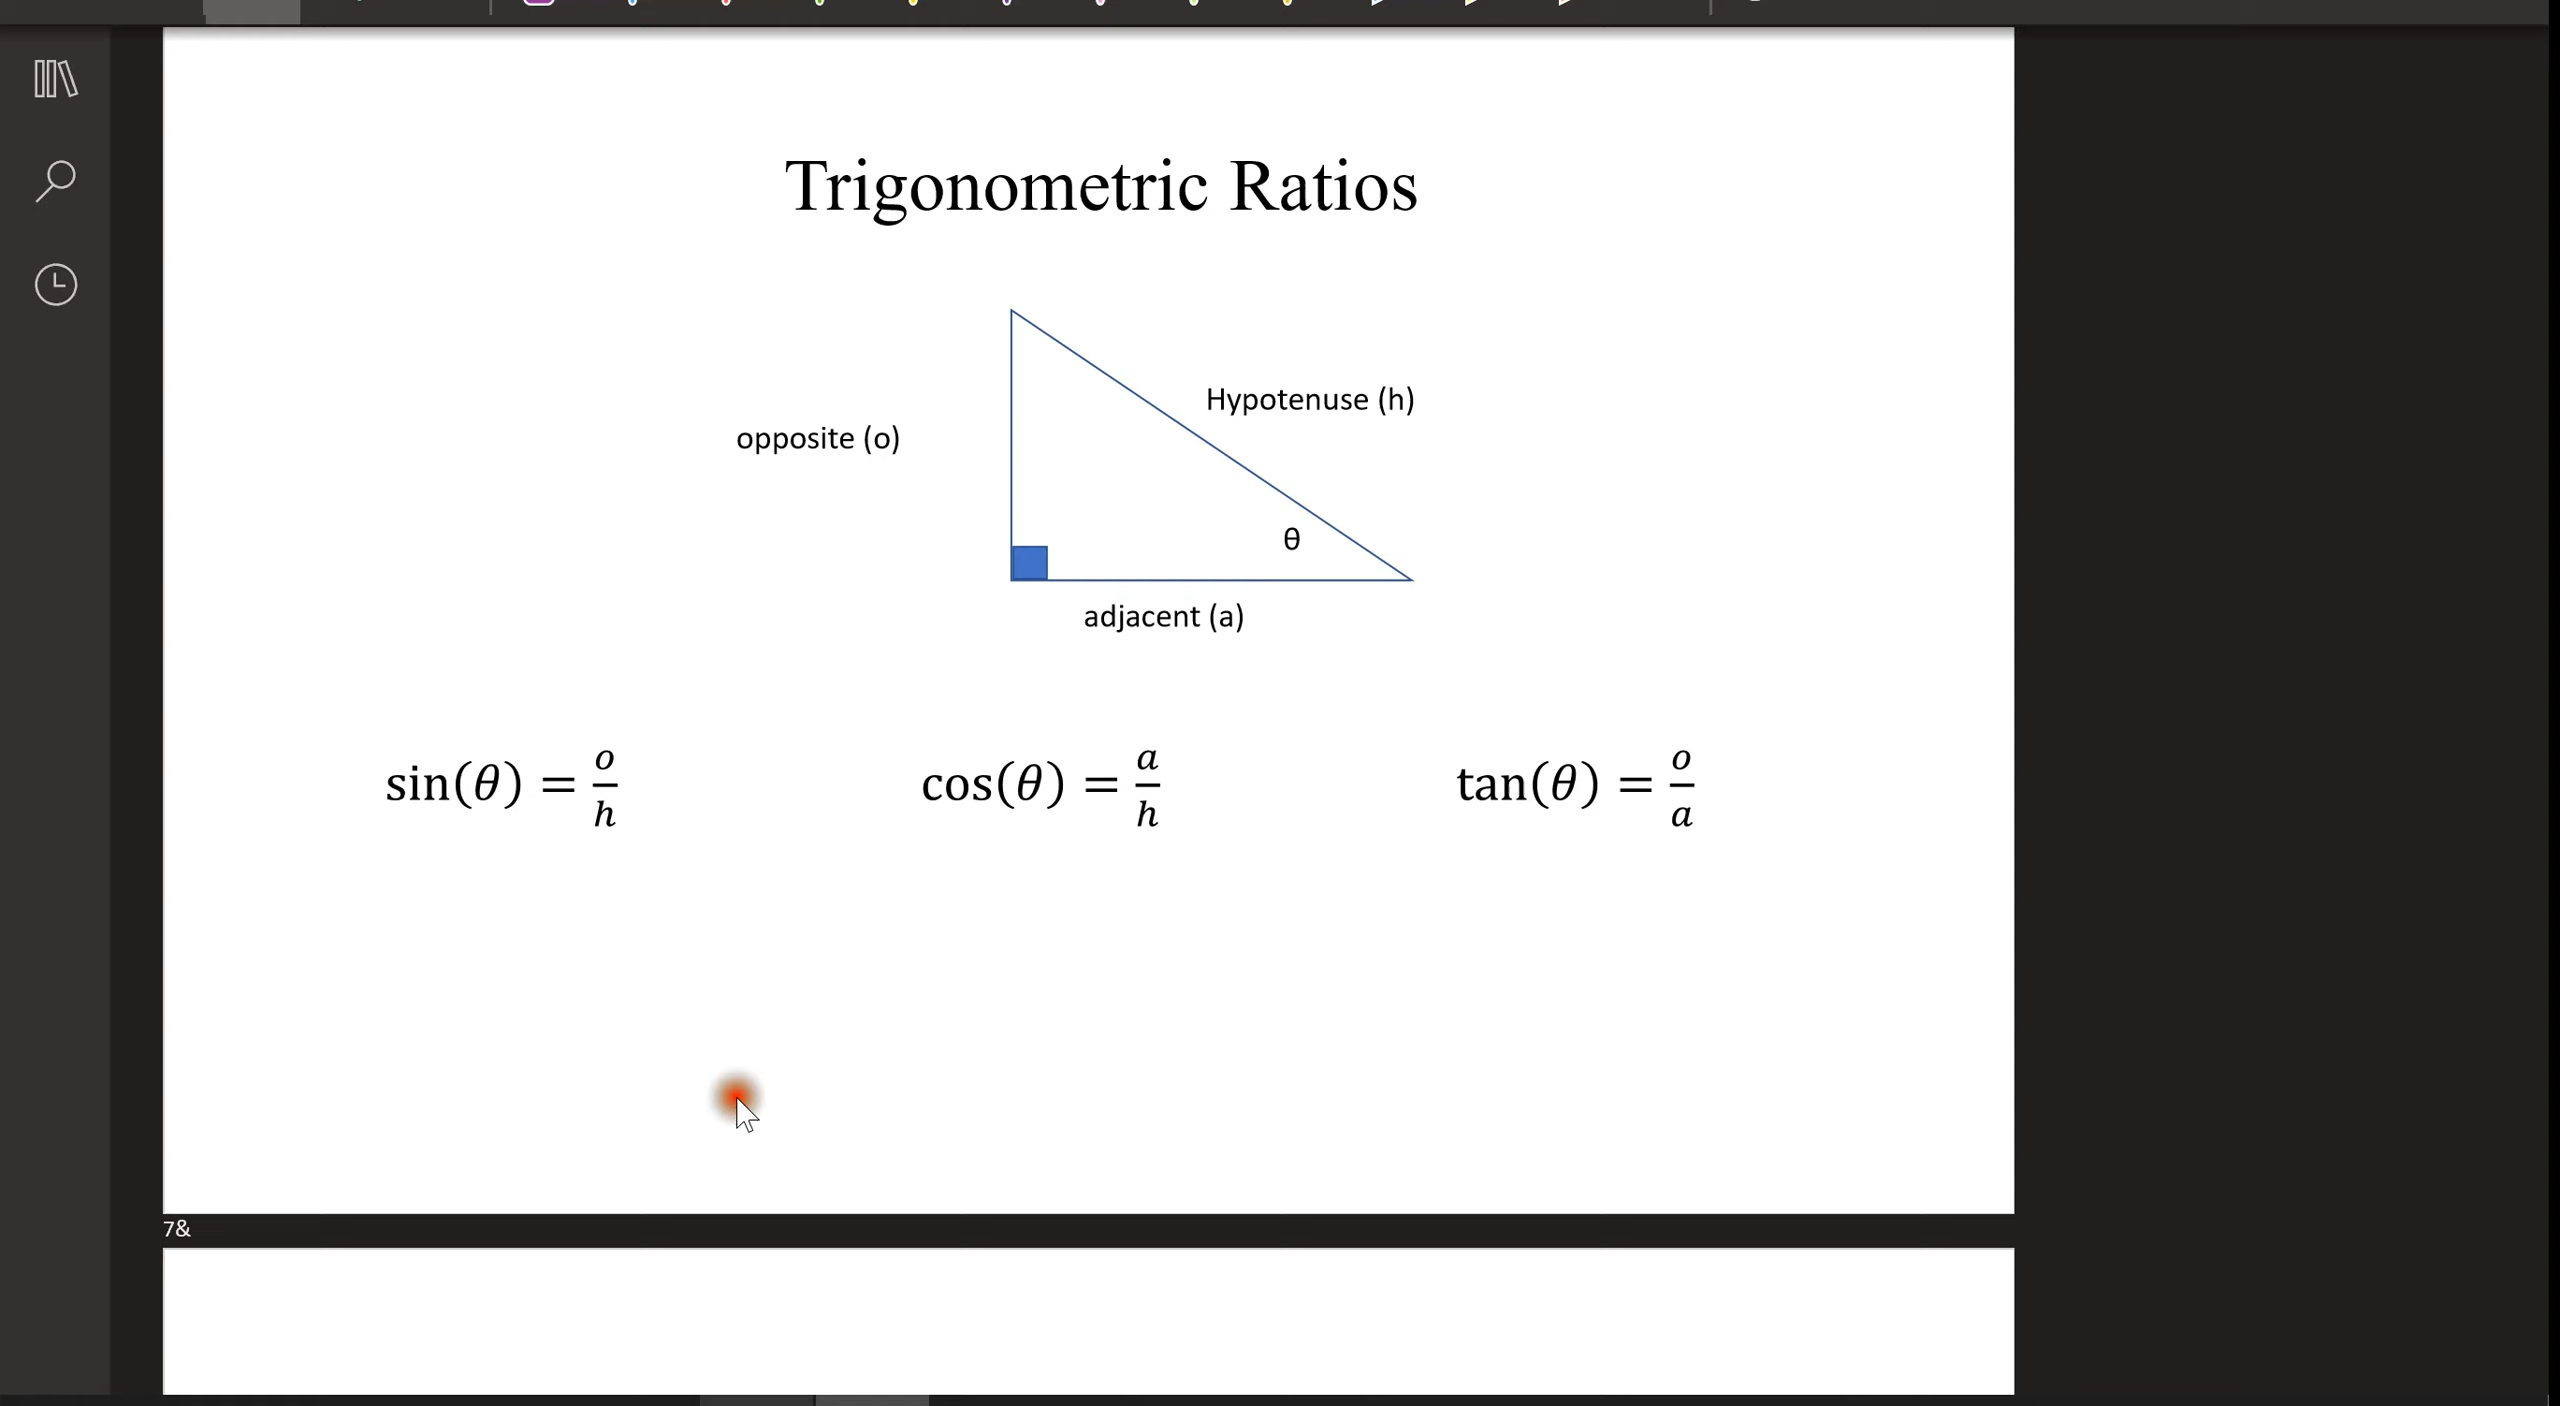 Trigonometric Ratios
Hypotenuse (h)
opposite (o)
θ
adjacent (a)
sin(θ) = o/h
cos(θ) = a/h
tan(θ) = o/a
7&